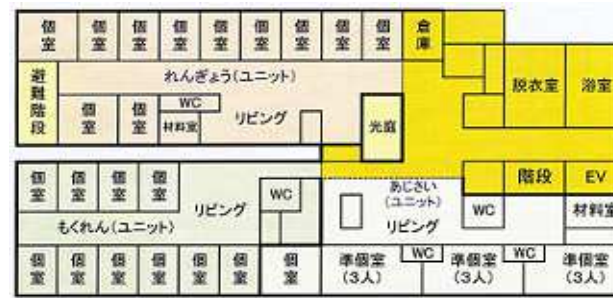 個室 個室 個室 個室 個室 個室 個室 個室 個室 倉庫
避難階段 れんぎょう(ユニット) 脱衣室 浴室
個室 個室 WC 材料室 リビング 光庭
個室 個室 個室 個室 リビング WC あじさい(ユニット) リビング WC 階段 EV
もくれん(ユニット) 材料室
個室 個室 個室 個室 個室 個室 個室 準個室(3人) WC 準個室(3人) WC 準個室(3人)